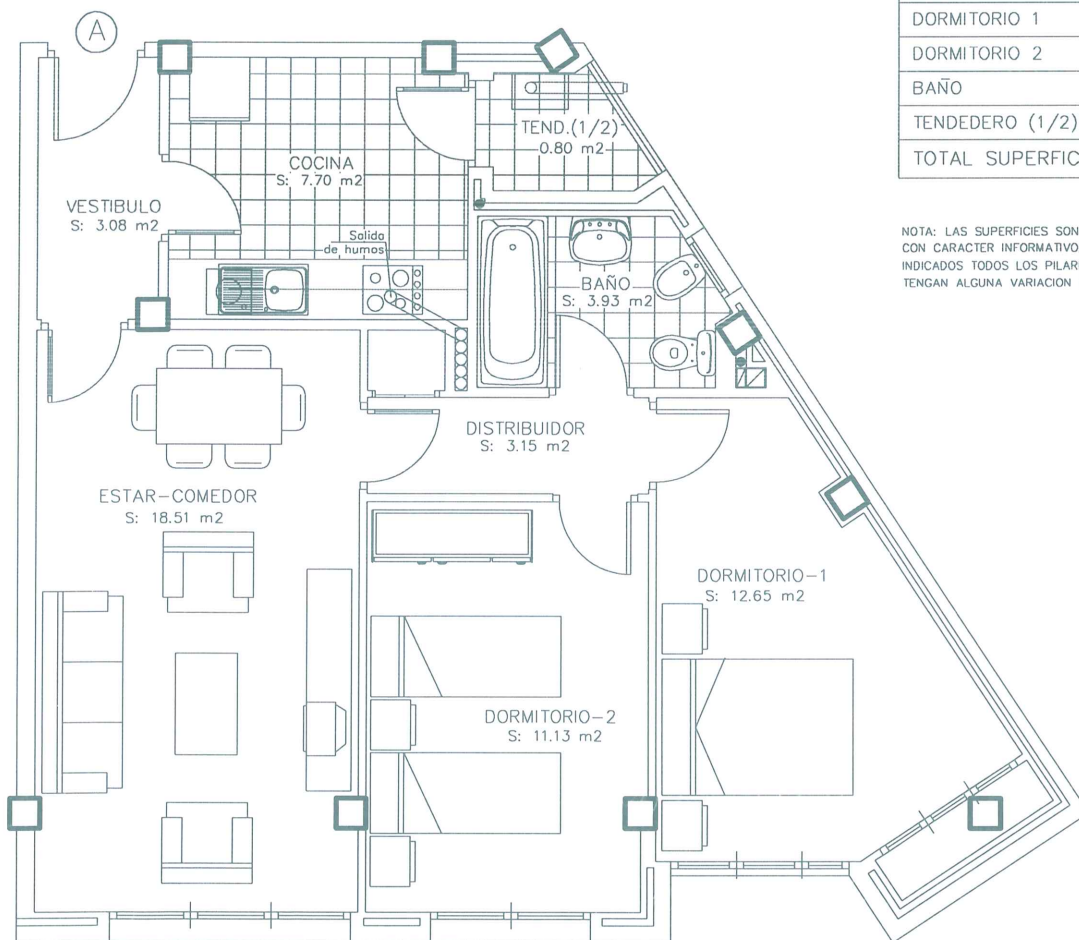 A
DORMITORIO 1
DORMITORIO 2
BAÑO
TENDEDERO (1/2)
TOTAL SUPERFIC
NOTA: LAS SUPERFICIES SON
CON CARACTER INFORMATIVO
INDICADOS TODOS LOS PILAR
TENGAN ALGUNA VARIACION
TEND.(1/2)
0.80 m2
COCINA
S: 7.70 m2
VESTIBULO
S: 3.08 m2
Salida
de humos
BAÑO
S: 3.93 m2
DISTRIBUIDOR
S: 3.15 m2
ESTAR-COMEDOR
S: 18.51 m2
DORMITORIO-1
S: 12.65 m2
DORMITORIO-2
S: 11.13 m2